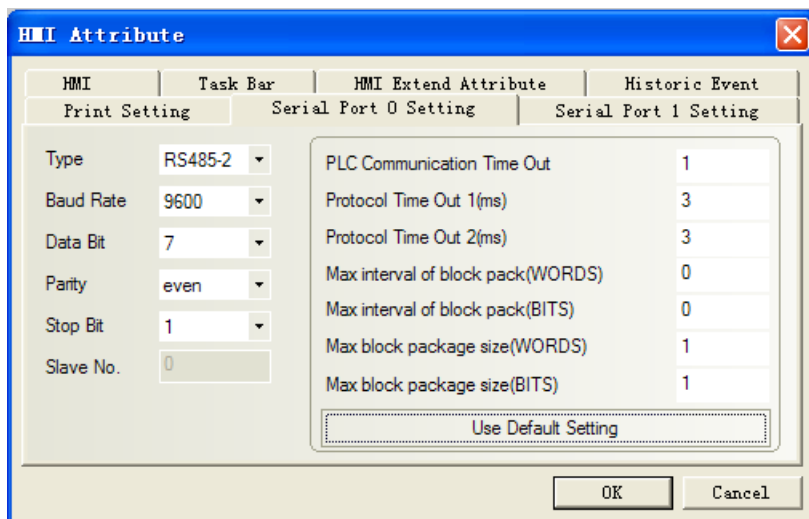 HMI Attribute
HMI Task Bar HMI Extend Attribute Historic Event
Print Setting Serial Port 0 Setting Serial Port 1 Setting
Type RS485-2
Baud Rate 9600
Data Bit 7
Parity even
Stop Bit 1
Slave No. 0
PLC Communication Time Out 1
Protocol Time Out 1(ms) 3
Protocol Time Out 2(ms) 3
Max interval of block pack(WORDS) 0
Max interval of block pack(BITS) 0
Max block package size(WORDS) 1
Max block package size(BITS) 1
Use Default Setting
OK Cancel